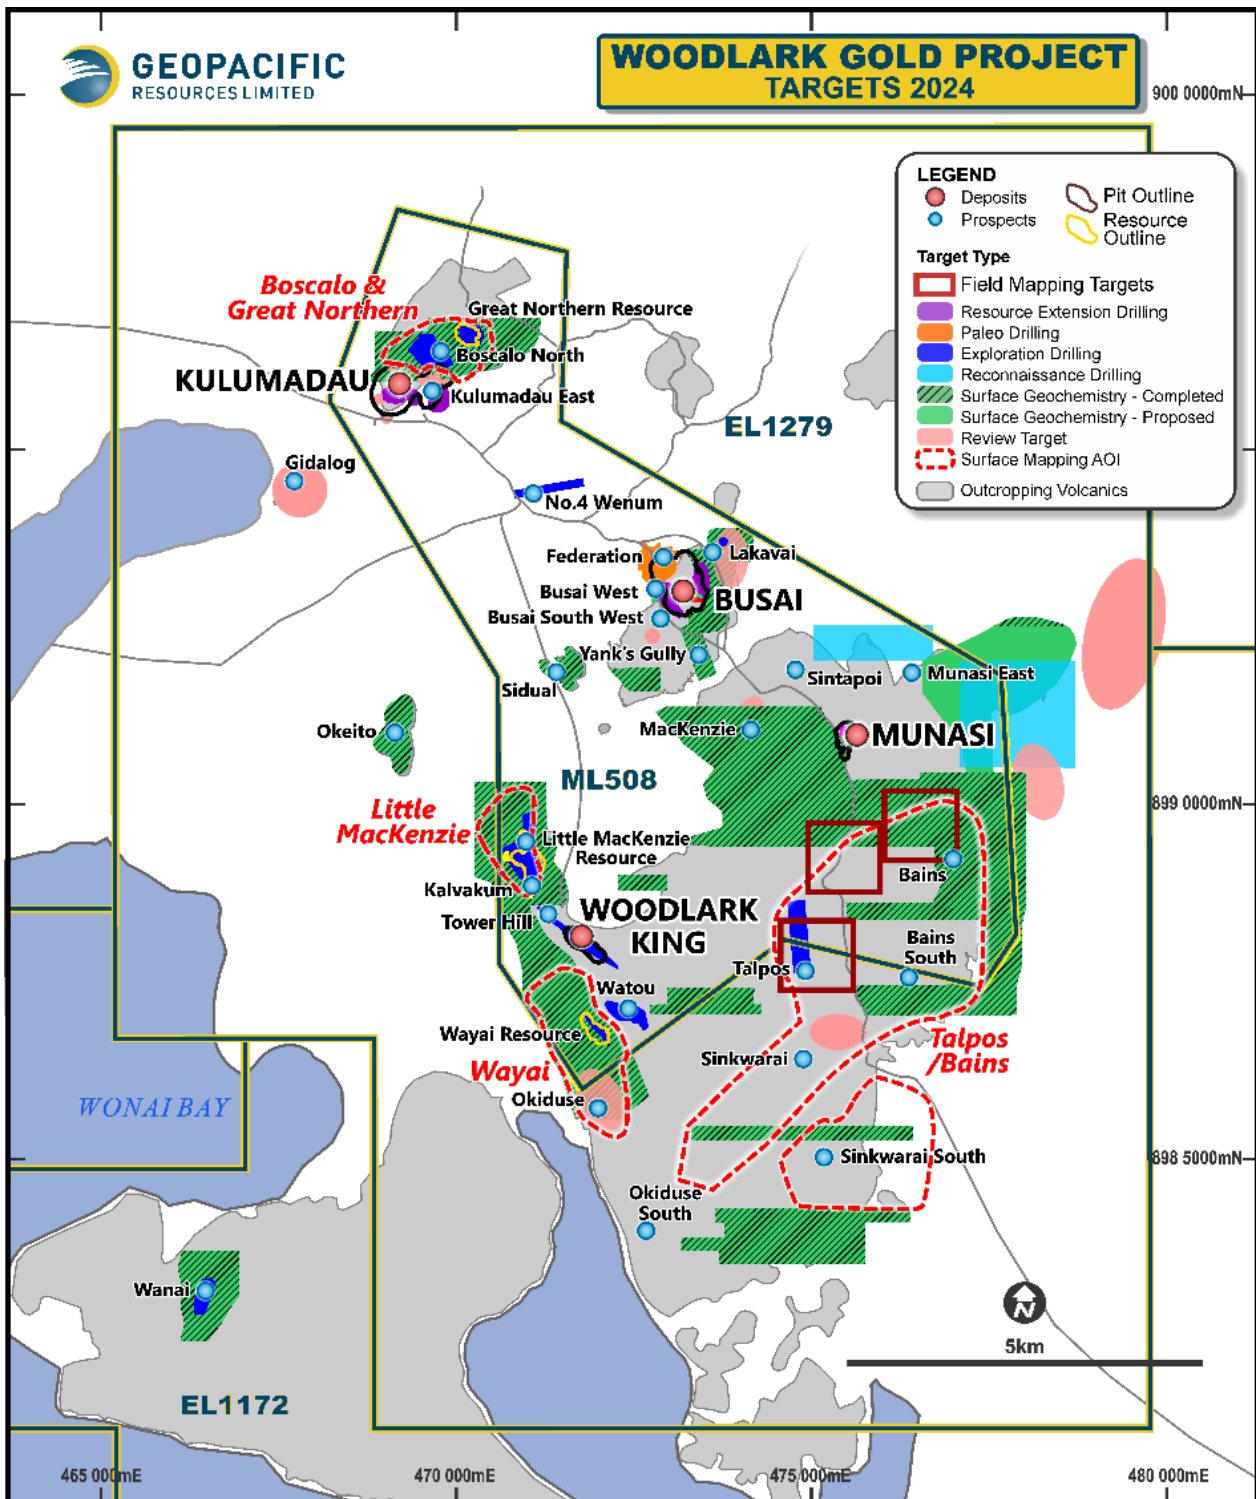 GEOPACIFIC
RESOURCES LIMITED
WOODLARK GOLD PROJECT
TARGETS 2024
900 0000mN
LEGEND
Deposits
Prospects
Pit Outline
Resource
Outline
Target Type
Field Mapping Targets
Resource Extension Drilling
Paleo Drilling
Exploration Drilling
Reconnaissance Drilling
Surface Geochemistry - Completed
Surface Geochemistry - Proposed
Review Target
Surface Mapping AOI
Outcropping Volcanics
Boscalo &
Great Northern
Great Northern Resource
Boscalo North
KULUMADAU
Kulumadau East
EL1279
Gidalog
No.4 Wenum
Federation
Lakavai
Busai West
BUSAI
Busai South West
Yank's Gully
Sintapoi
Munasi East
Sidual
Okeito
MacKenzie
MUNASI
ML508
Little
MacKenzie
899 0000mN
Little MacKenzie
Resource
Bains
Kalvakum
Tower Hill
WOODLARK
KING
Bains
South
Talpos
Watou
Wayai Resource
Talpos
/Bains
Sinkwarai
Wayai
Okiduse
WONAI BAY
Sinkwarai South
898 5000mN
Okiduse
South
Wanai
N
5km
EL1172
465 000mE
470 000mE
475 000mE
480 000mE